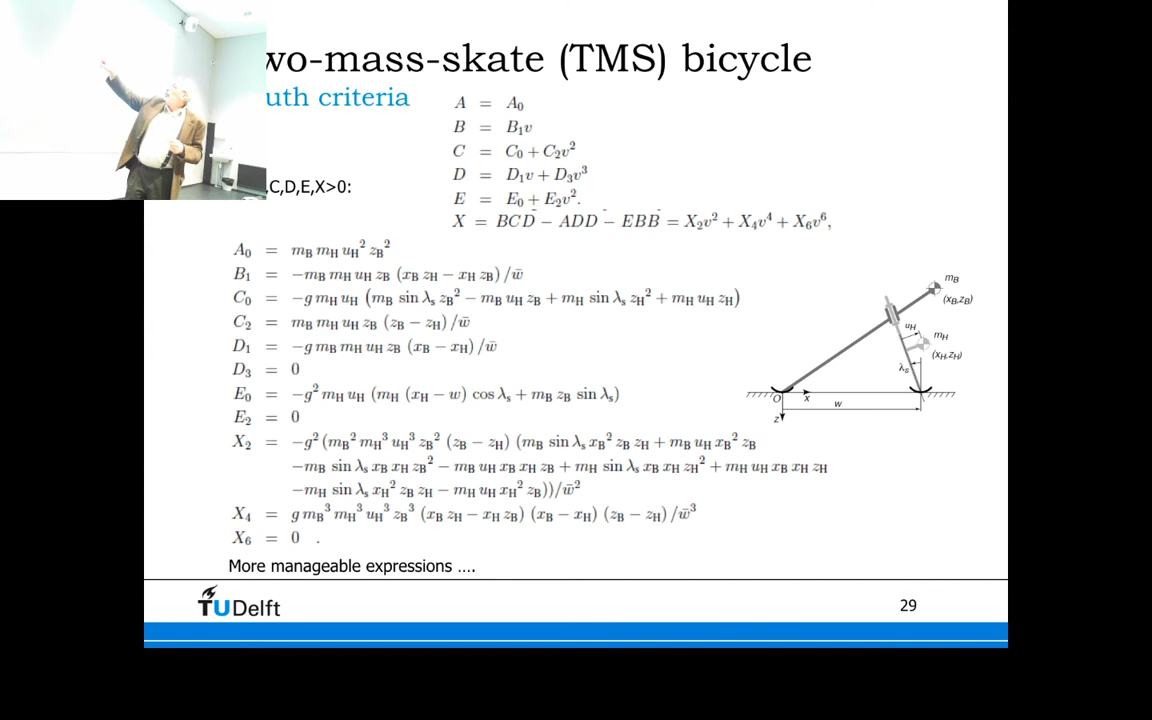 wo-mass-skate (TMS) bicycle
uth criteria
A = A₀
B = B₁v
C = C₀ + C₂v²
D = D₁v + D₃v³
E = E₀ + E₂v².
,C,D,E,X>0:
X = BCD − ADD − EBB = X₂v² + X₄v⁴ + X₆v⁶,
A₀ = m_B m_H u_H² z_B²
B₁ = −m_B m_H u_H z_B (x_B z_H − x_H z_B) / w̄
C₀ = −g m_H u_H (m_B sin λ_s z_B² − m_B u_H z_B + m_H sin λ_s z_H² + m_H u_H z_H)
C₂ = m_B m_H u_H z_B (z_B − z_H) / w̄
D₁ = −g m_B m_H u_H z_B (x_B − x_H) / w̄
D₃ = 0
E₀ = −g² m_H u_H (m_H (x_H − w) cos λ_s + m_B z_B sin λ_s)
E₂ = 0
X₂ = −g² (m_B² m_H³ u_H³ z_B² (z_B − z_H) (m_B sin λ_s x_B² z_B z_H + m_B u_H x_B² z_B
−m_B sin λ_s x_B x_H z_B² − m_B u_H x_B x_H z_B + m_H sin λ_s x_B x_H z_H² + m_H u_H x_B x_H z_H
−m_H sin λ_s x_H² z_B z_H − m_H u_H x_H² z_B)) / w̄²
X₄ = g m_B³ m_H³ u_H³ z_B³ (x_B z_H − x_H z_B) (x_B − x_H) (z_B − z_H) / w̄³
X₆ = 0 .
m_B
(x_B,z_B)
u_H
m_H
(x_H,z_H)
λ_s
O
x
w
z
More manageable expressions ....
TUDelft
29